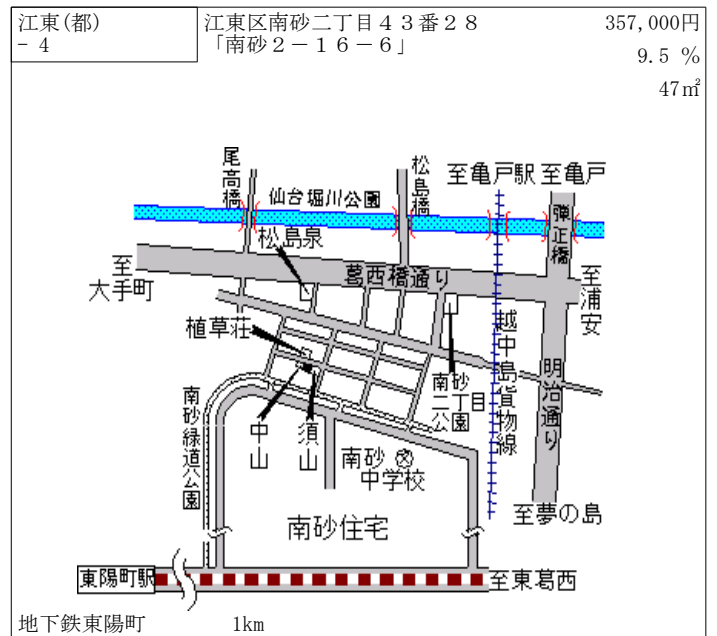 江東(都)
- 4
江東区南砂二丁目４３番２８
「南砂２－１６－６」
357,000円
9.5 %
47㎡
尾高橋
仙台堀川公園
松島橋
至亀戸駅
至亀戸
弾正橋
松島泉
至大手町
葛西橋通り
至浦安
植草荘
越中島貨物線
南砂二丁目公園
明治通り
南砂緑道公園
中山
須山
南砂中学校
至夢の島
南砂住宅
東陽町駅
至東葛西
地下鉄東陽町
1km